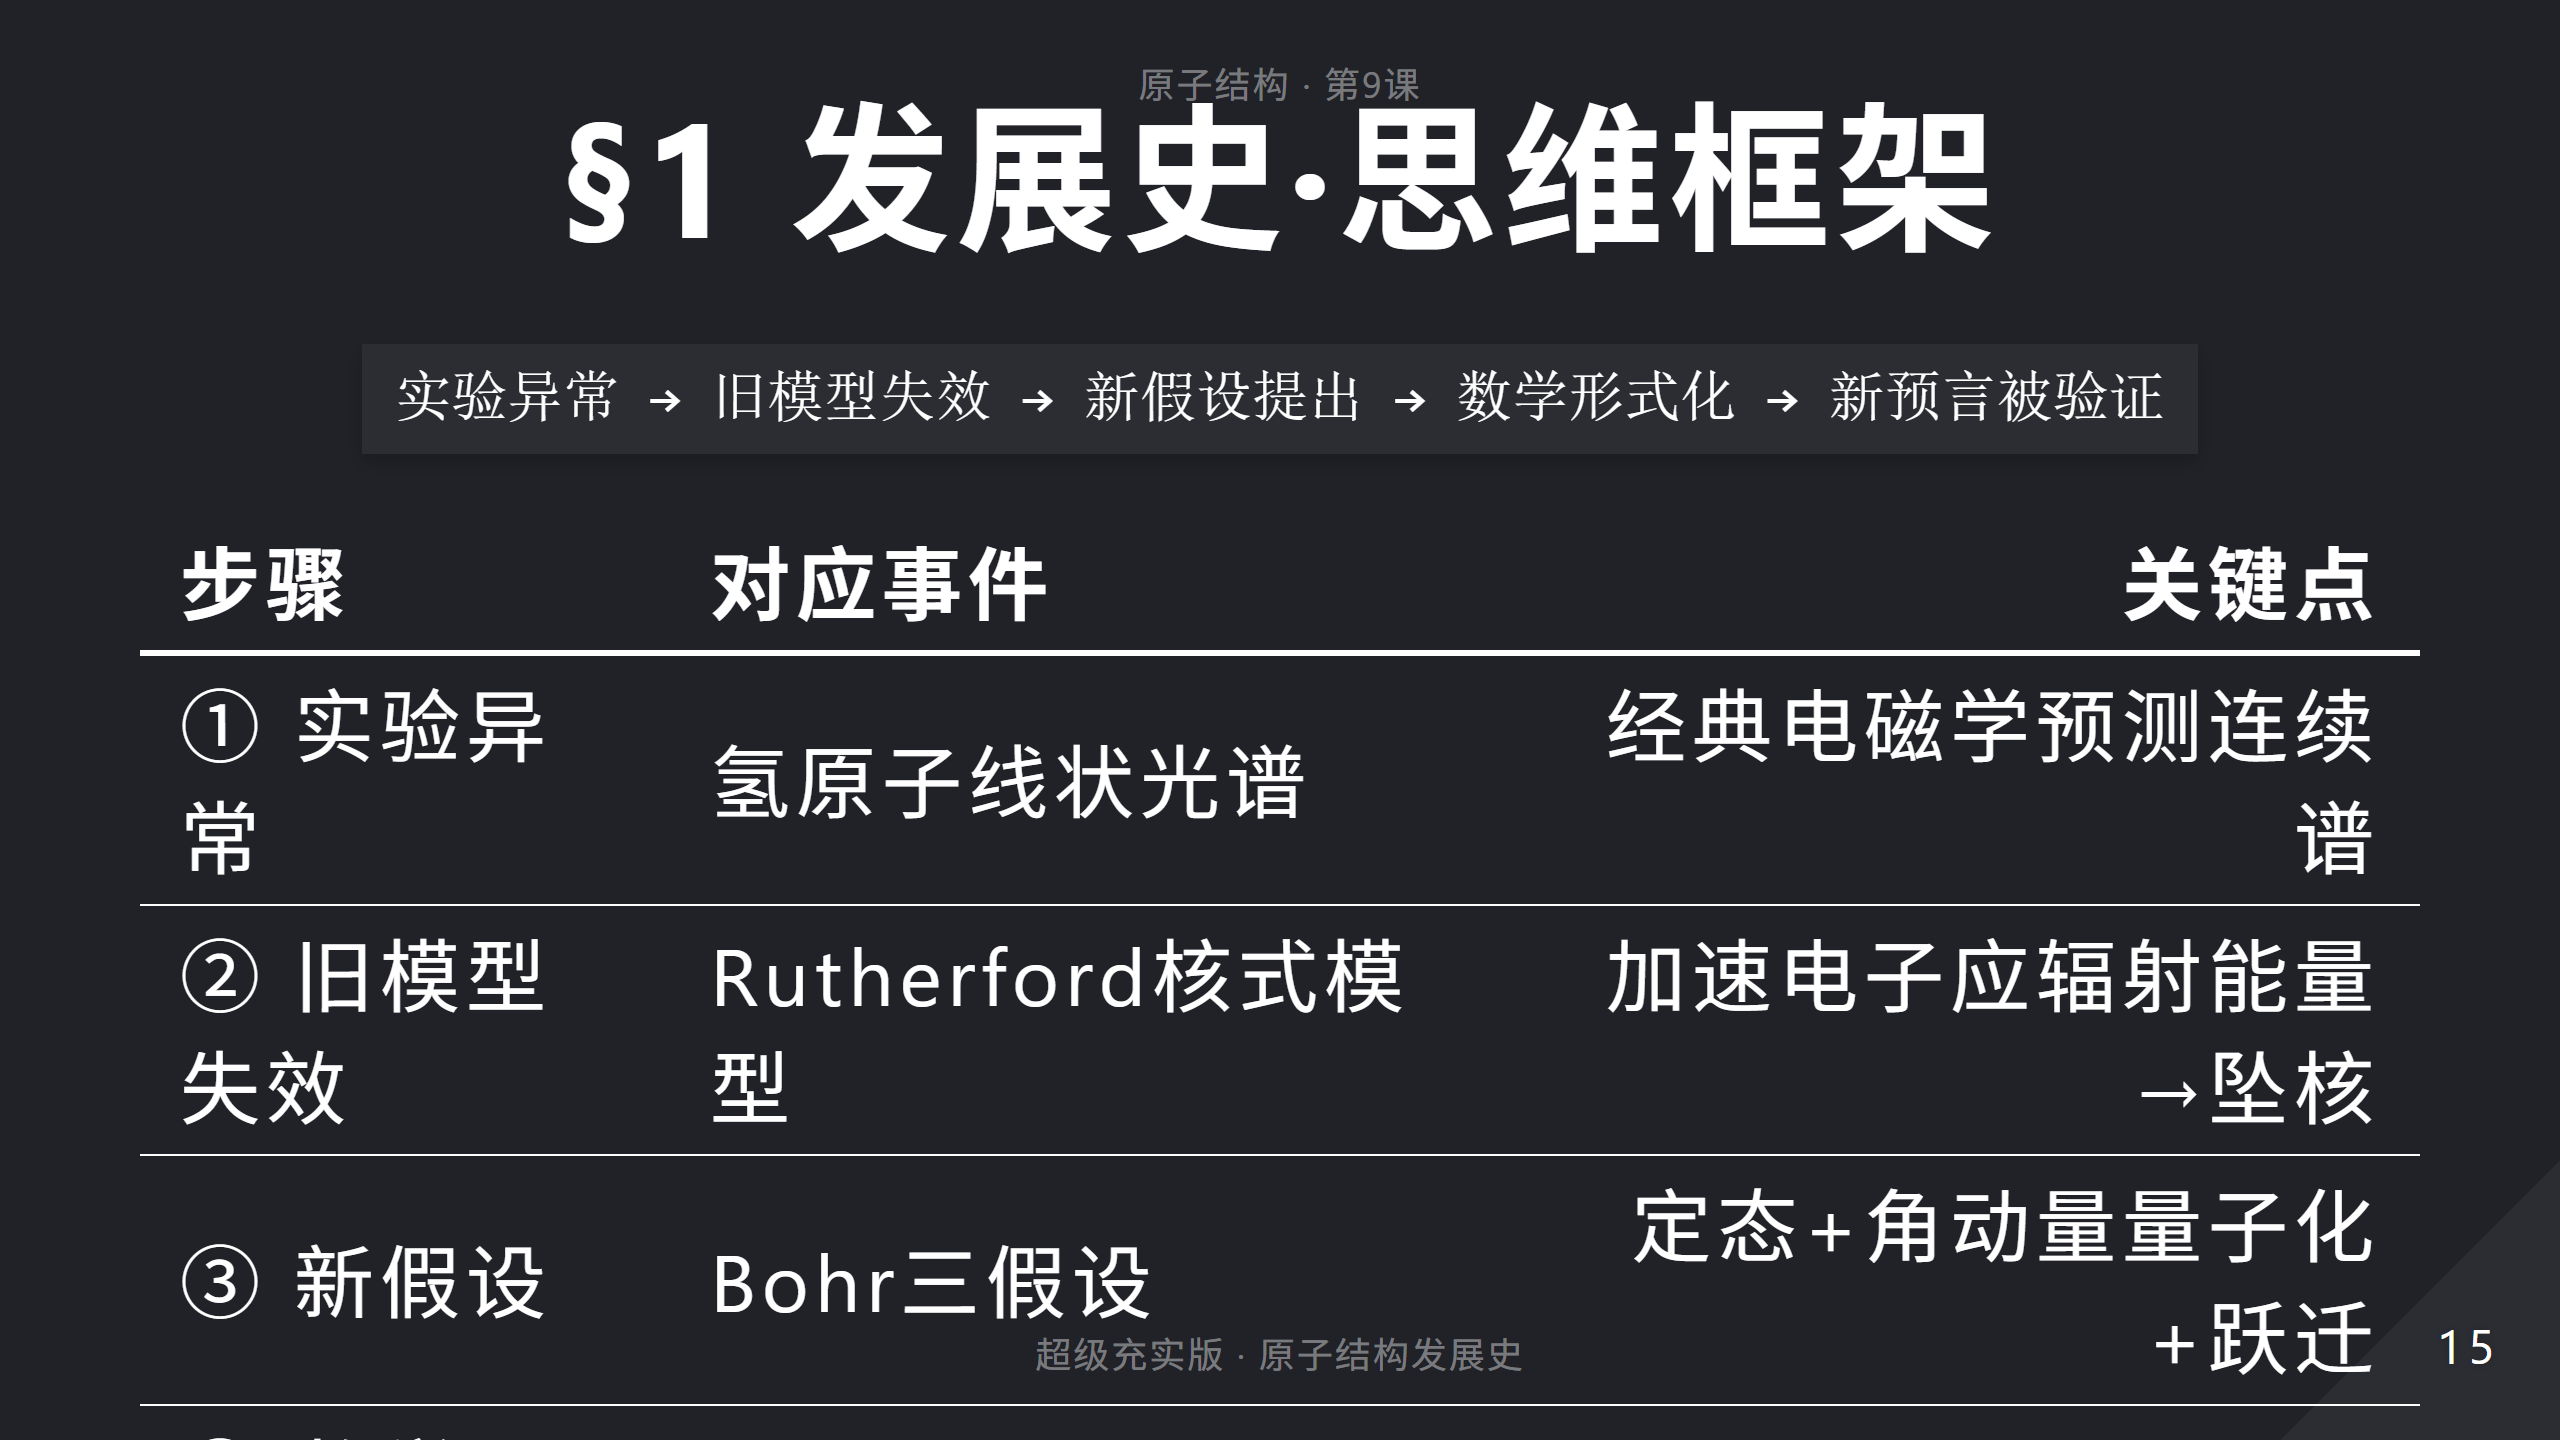 原子结构 · 第9课
§1 发展史·思维框架
实验异常 → 旧模型失效 → 新假设提出 → 数学形式化 → 新预言被验证
步骤 对应事件 关键点
① 实验异
常
氢原子线状光谱
经典电磁学预测连续
谱
② 旧模型
失效
Rutherford核式模
型
加速电子应辐射能量
→坠核
③ 新假设
Bohr三假设
定态+角动量量子化
+跃迁
超级充实版 · 原子结构发展史
15